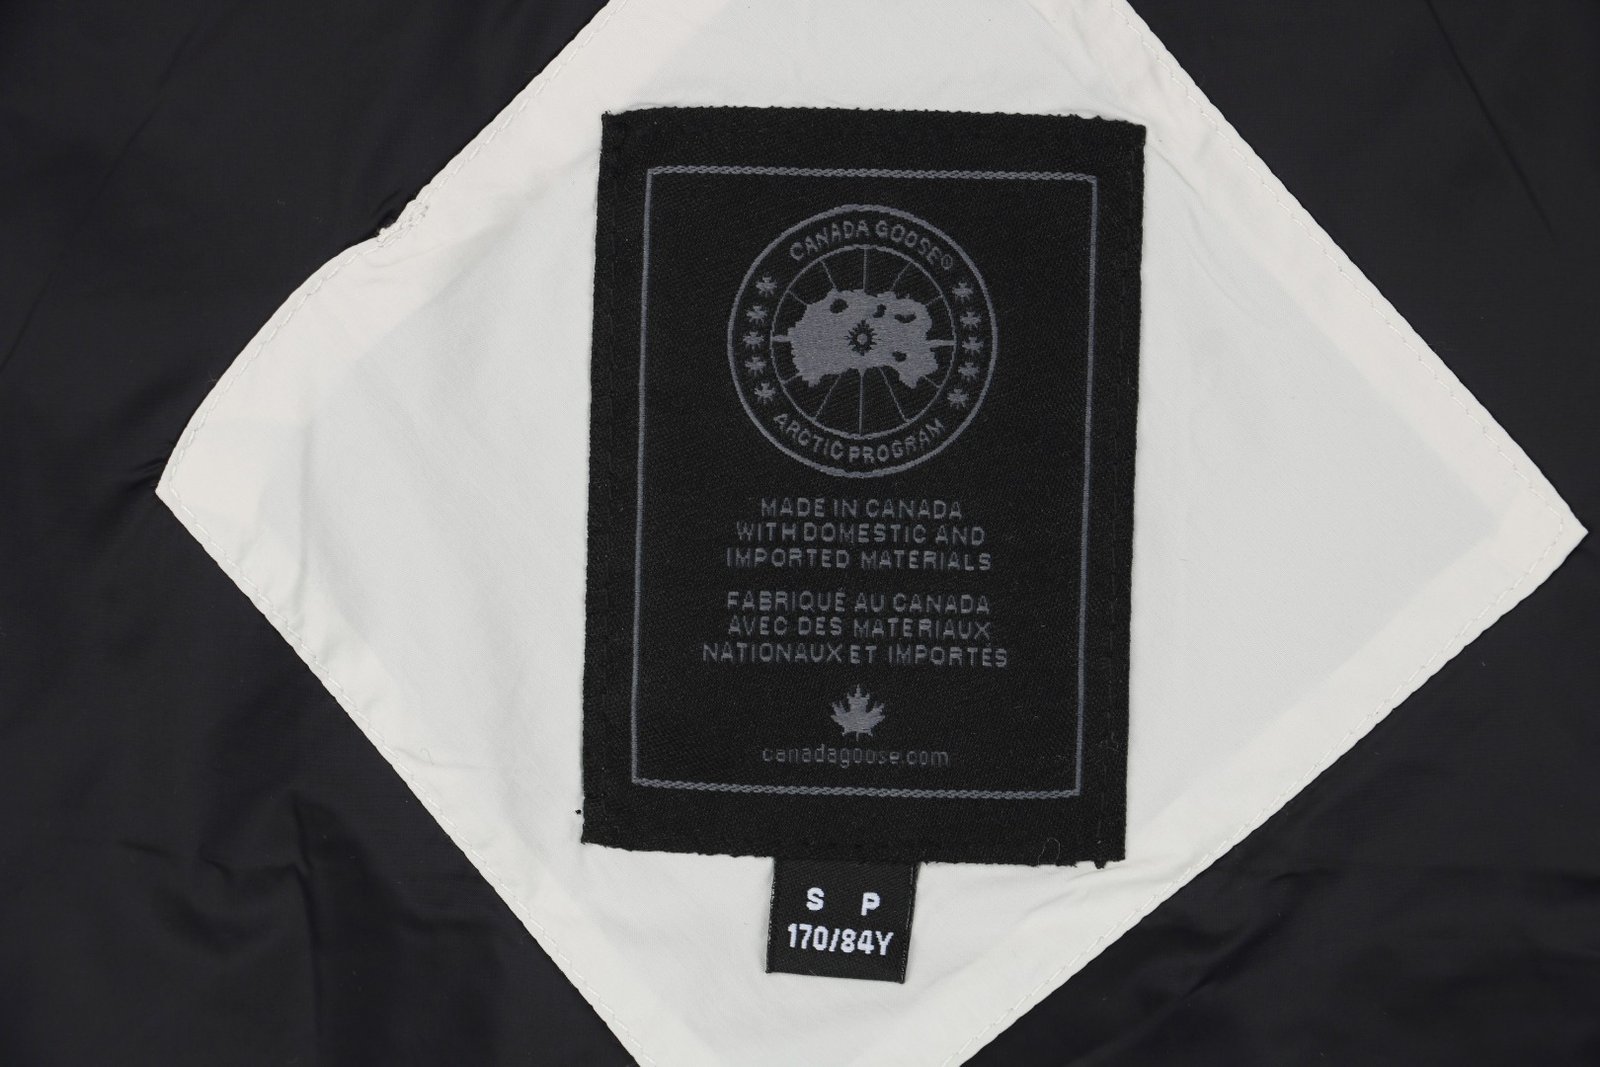 CANADA GOOSE®
ARCTIC PROGRAM
MADE IN CANADA
WITH DOMESTIC AND
IMPORTED MATERIALS
FABRIQUÉ AU CANADA
AVEC DES MATERIAUX
NATIONAUX ET IMPORTÉS
canadagoose.com
S P
170/84Y